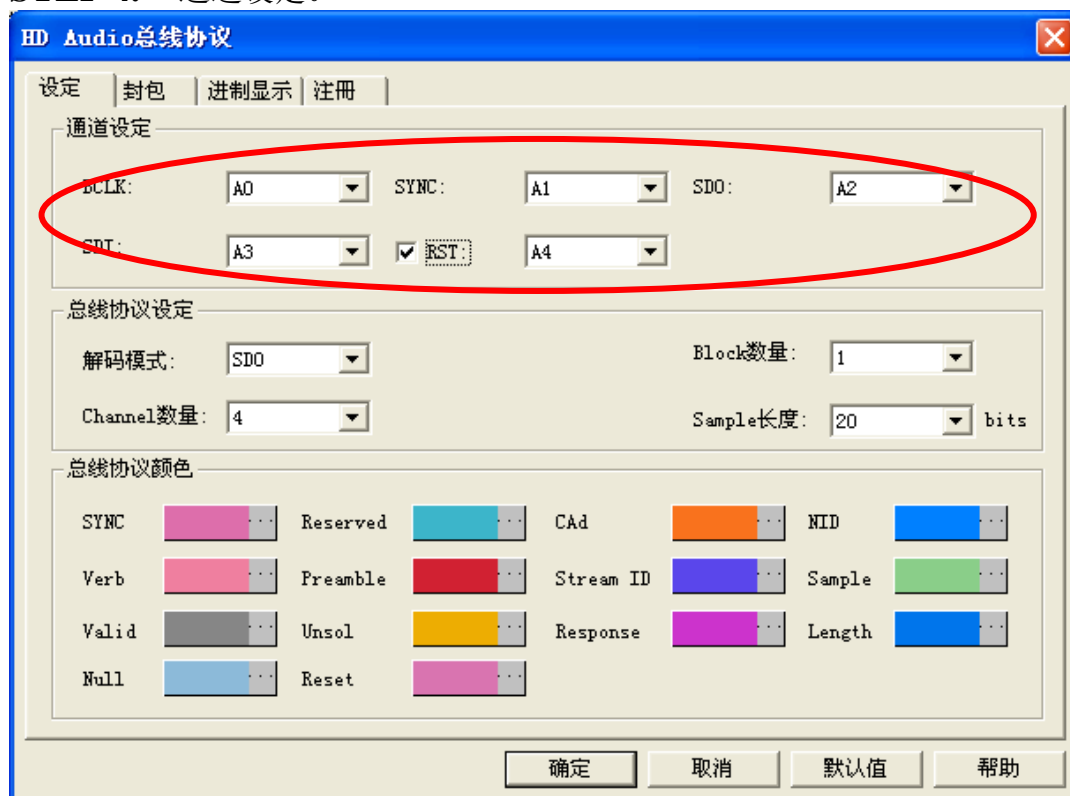 HD Audio总线协议
设定 封包 进制显示 注冊
通道设定
BCLK: A0 SYNC: A1 SDO: A2
SDI: A3 RST: A4
总线协议设定
解码模式: SDO Block数量: 1
Channel数量: 4 Sample长度: 20 bits
总线协议颜色
SYNC ... Reserved ... CAd ... NID ...
Verb ... Preamble ... Stream ID ... Sample ...
Valid ... Unsol ... Response ... Length ...
Null ... Reset ...
确定 取消 默认值 帮助